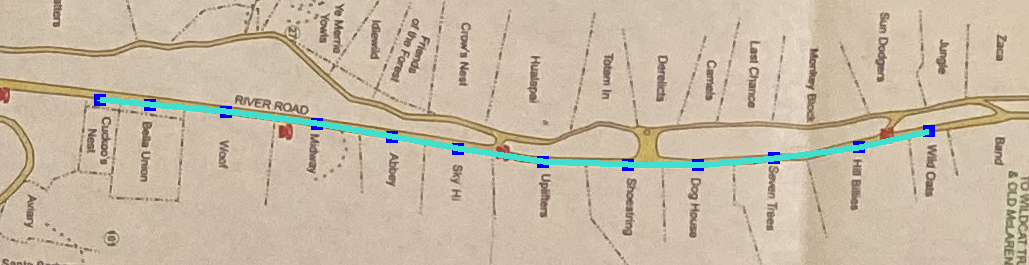 Ye Merrie
Yowls
Idlewild
Friends
of the Forest
Crow's Nest
Hualapai
Totem In
Derelicts
Camels
Last Chance
Monkey Block
Sun Dodgers
Jungle
Zaca
27
RIVER ROAD
Cuckoo's
Nest
Bella Union
Woof
Midway
Abbey
Sky Hi
Uplifters
Shoestring
Dog House
Seven Trees
Hill Billies
Wild Oats
Band
Aviary
101
TO WILDCAT TR
& OLD McLAREN